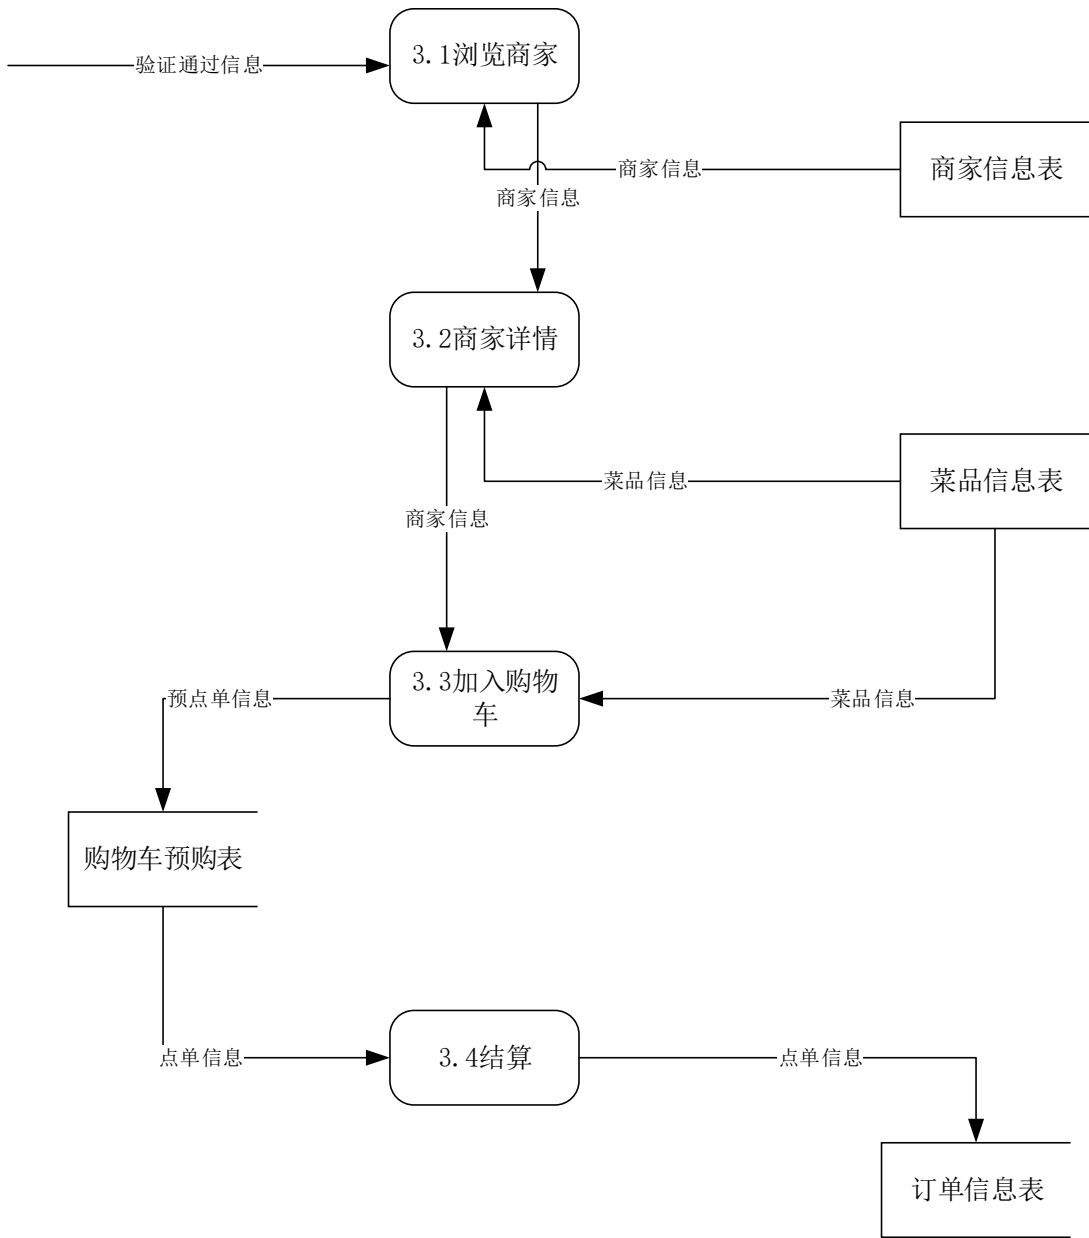 3.1浏览商家
验证通过信息
商家信息
商家信息表
商家信息
3.2商家详情
菜品信息
菜品信息表
商家信息
3.3加入购物
车
预点单信息
菜品信息
购物车预购表
点单信息
3.4结算
点单信息
订单信息表